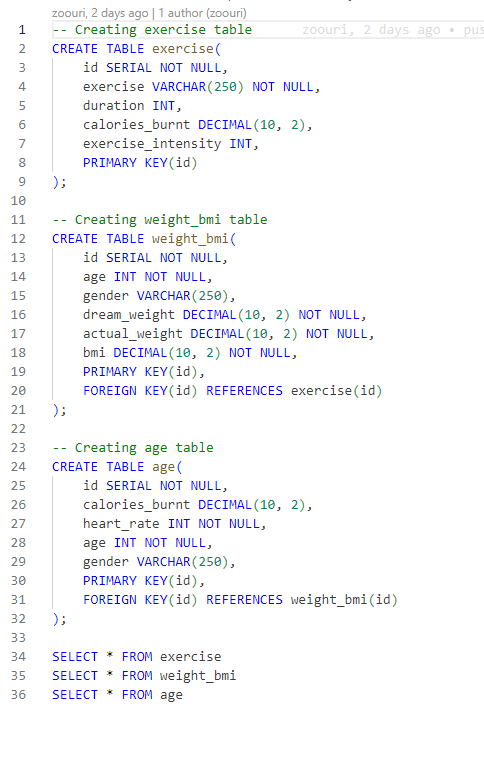 zoouri, 2 days ago | 1 author (zoouri)
1 -- Creating exercise table zoouri, 2 days ago • pus
2 CREATE TABLE exercise(
3 id SERIAL NOT NULL,
4 exercise VARCHAR(250) NOT NULL,
5 duration INT,
6 calories_burnt DECIMAL(10, 2),
7 exercise_intensity INT,
8 PRIMARY KEY(id)
9 );
10
11 -- Creating weight_bmi table
12 CREATE TABLE weight_bmi(
13 id SERIAL NOT NULL,
14 age INT NOT NULL,
15 gender VARCHAR(250),
16 dream_weight DECIMAL(10, 2) NOT NULL,
17 actual_weight DECIMAL(10, 2) NOT NULL,
18 bmi DECIMAL(10, 2) NOT NULL,
19 PRIMARY KEY(id),
20 FOREIGN KEY(id) REFERENCES exercise(id)
21 );
22
23 -- Creating age table
24 CREATE TABLE age(
25 id SERIAL NOT NULL,
26 calories_burnt DECIMAL(10, 2),
27 heart_rate INT NOT NULL,
28 age INT NOT NULL,
29 gender VARCHAR(250),
30 PRIMARY KEY(id),
31 FOREIGN KEY(id) REFERENCES weight_bmi(id)
32 );
33
34 SELECT * FROM exercise
35 SELECT * FROM weight_bmi
36 SELECT * FROM age